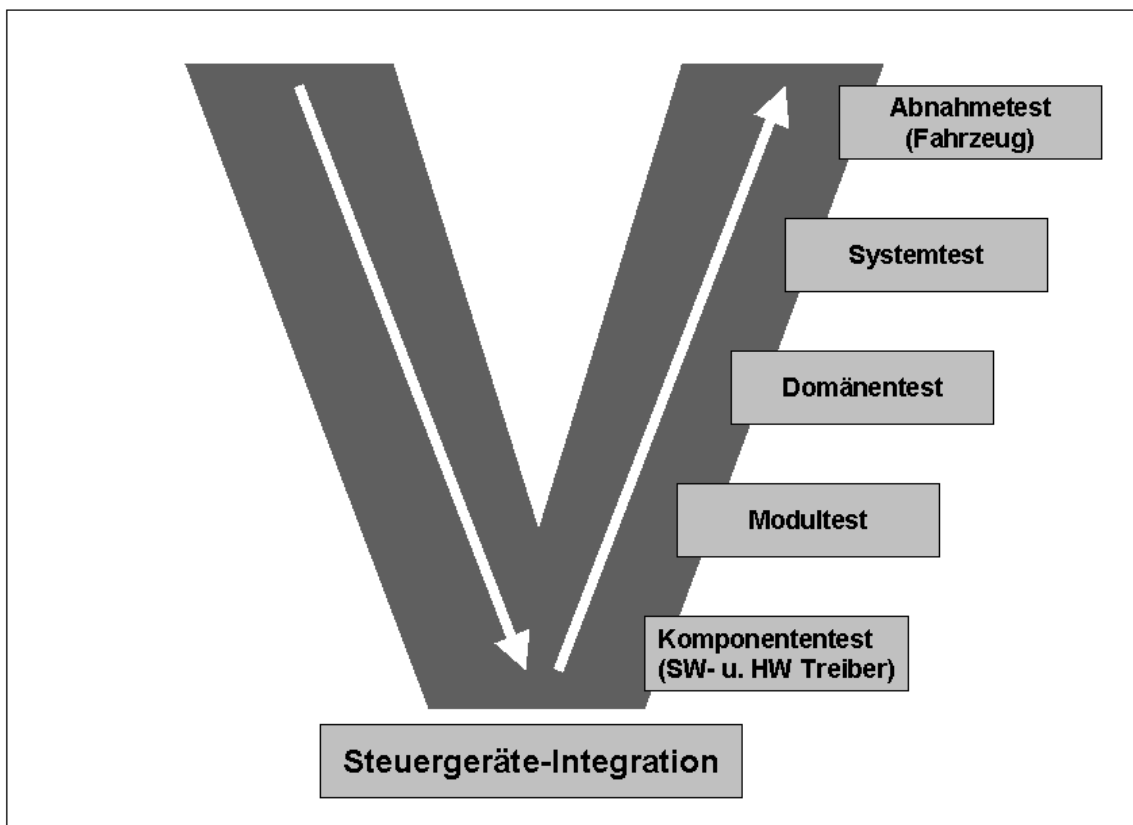 Abnahmetest
(Fahrzeug)
Systemtest
Domänentest
Modultest
Komponententest
(SW- u. HW Treiber)
Steuergeräte-Integration